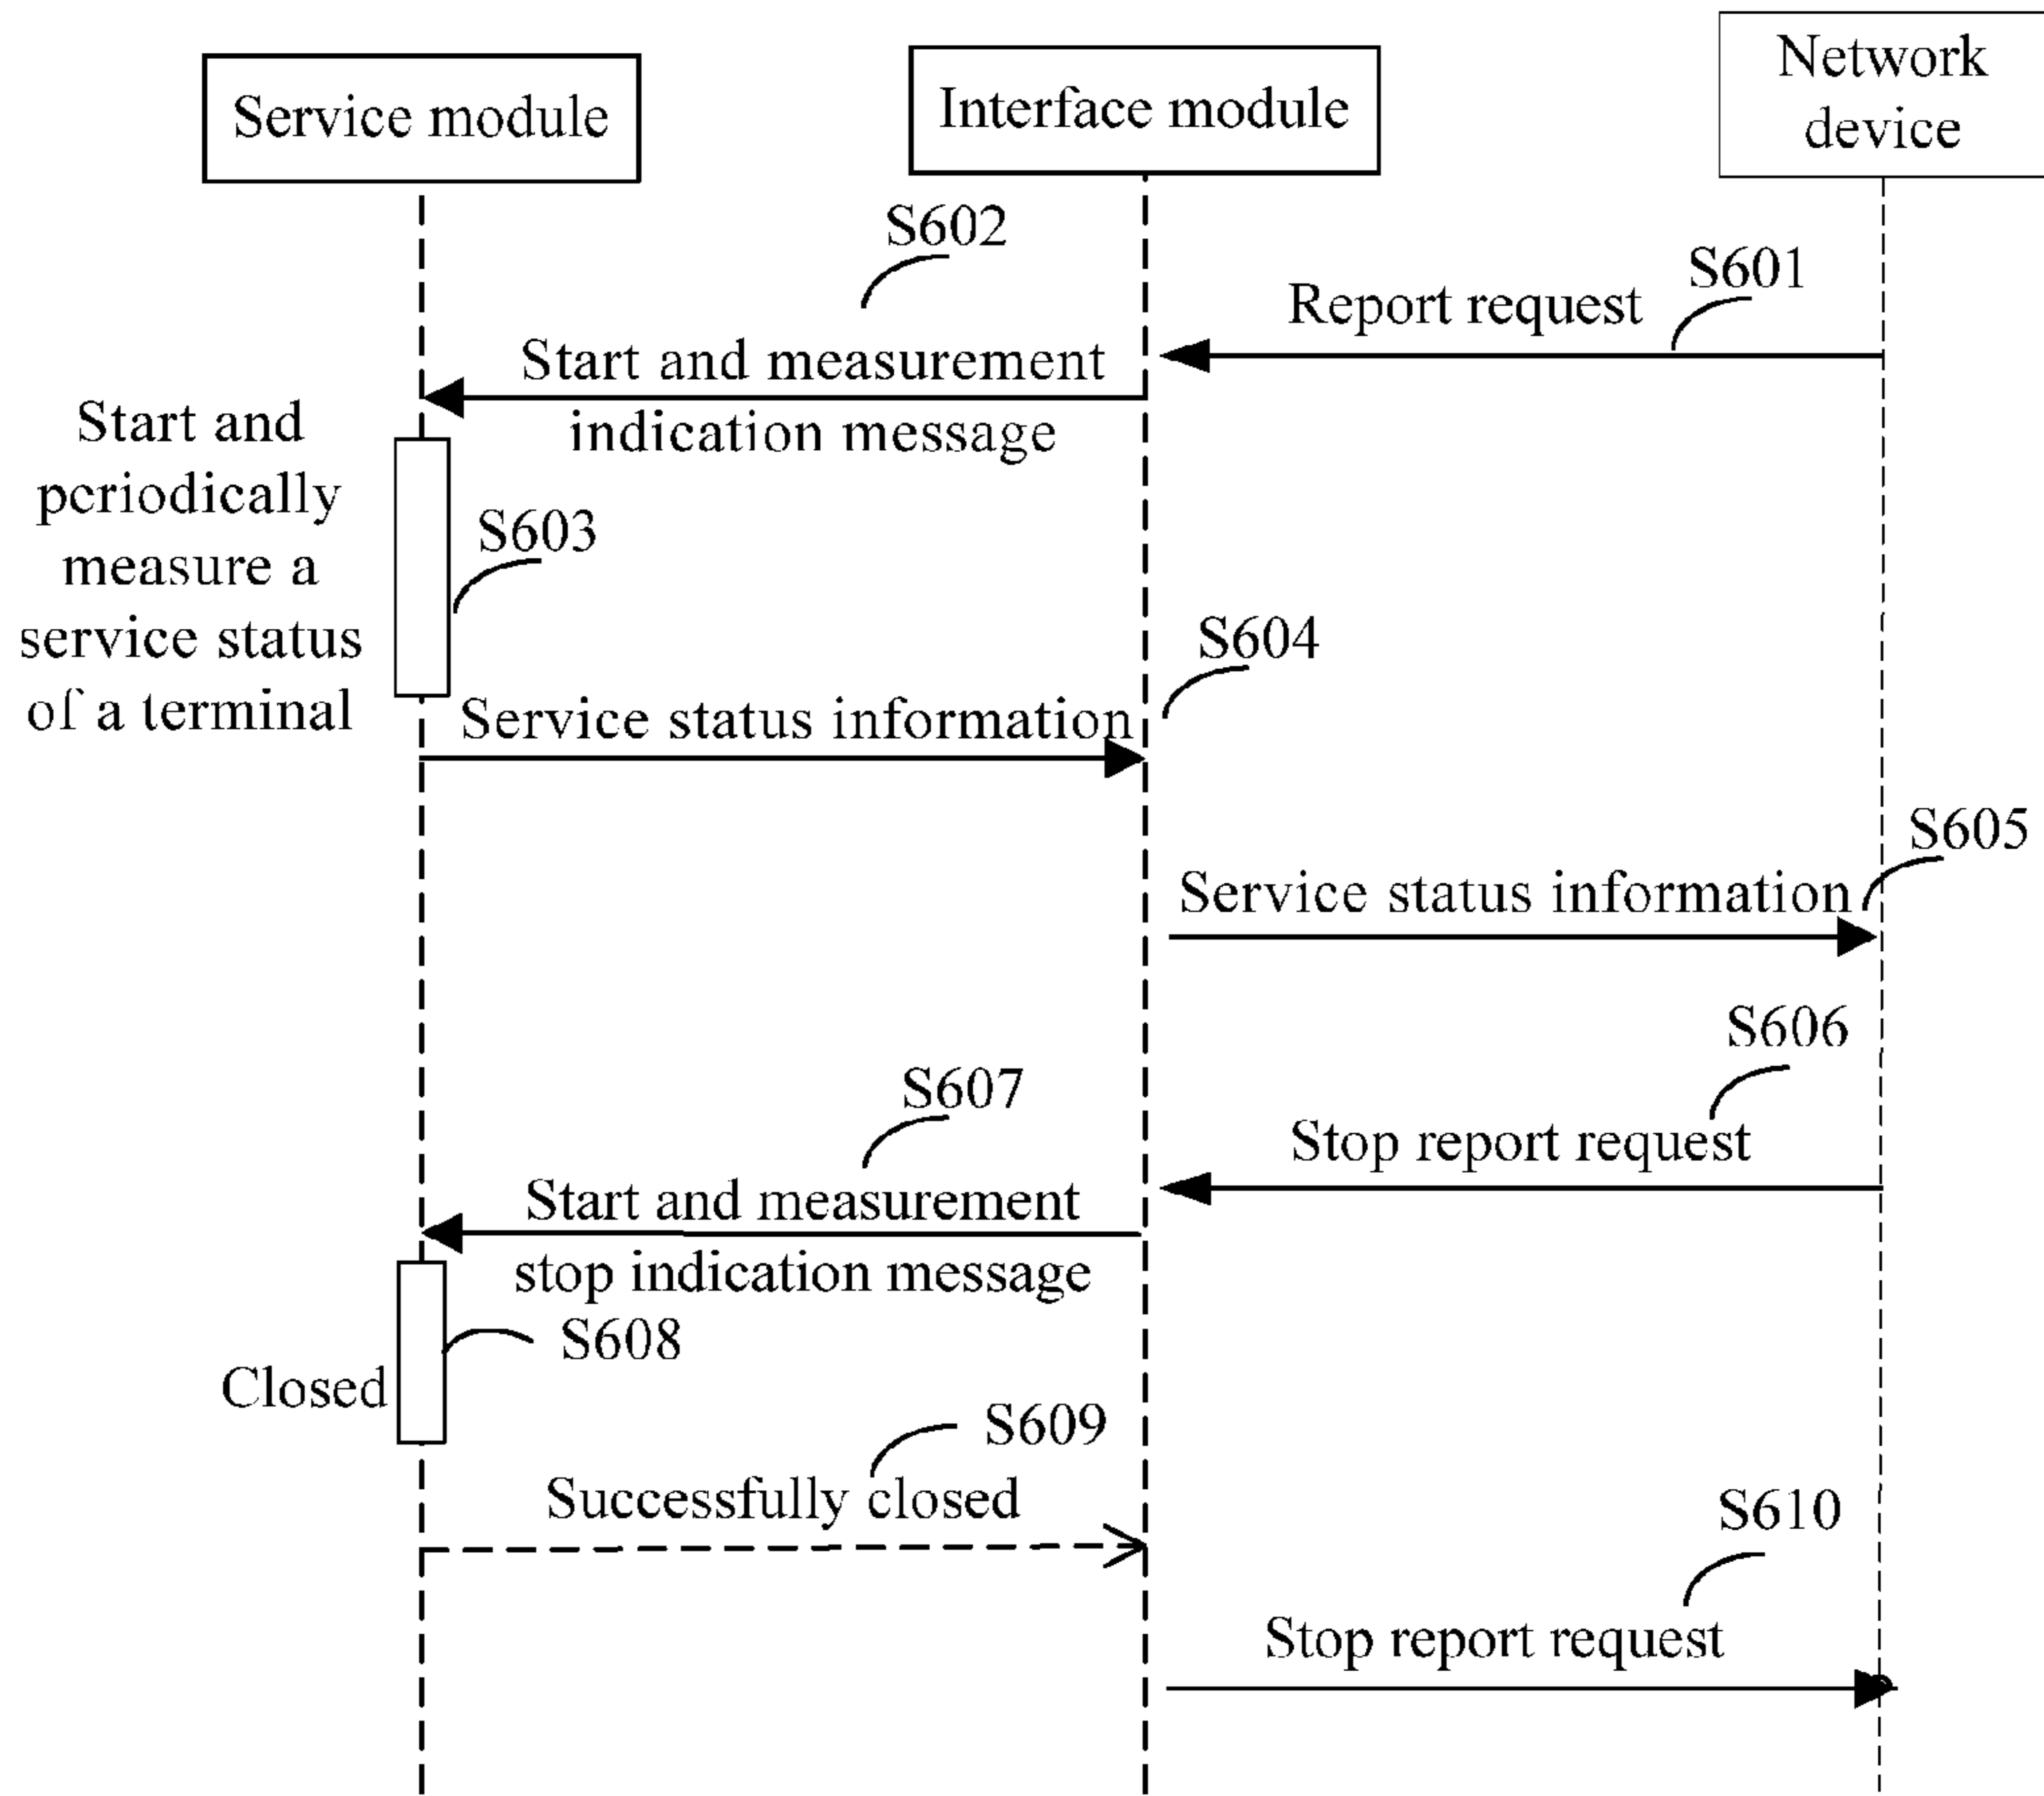 Service module
Interface module
Network
device
S602
S601
Report request
Start and measurement
indication message
Start and
periodically
measure a
service status
of a terminal
S603
S604
Service status information
S605
Service status information
S606
S607
Stop report request
Start and measurement
stop indication message
S608
Closed
S609
Successfully closed
S610
Stop report request